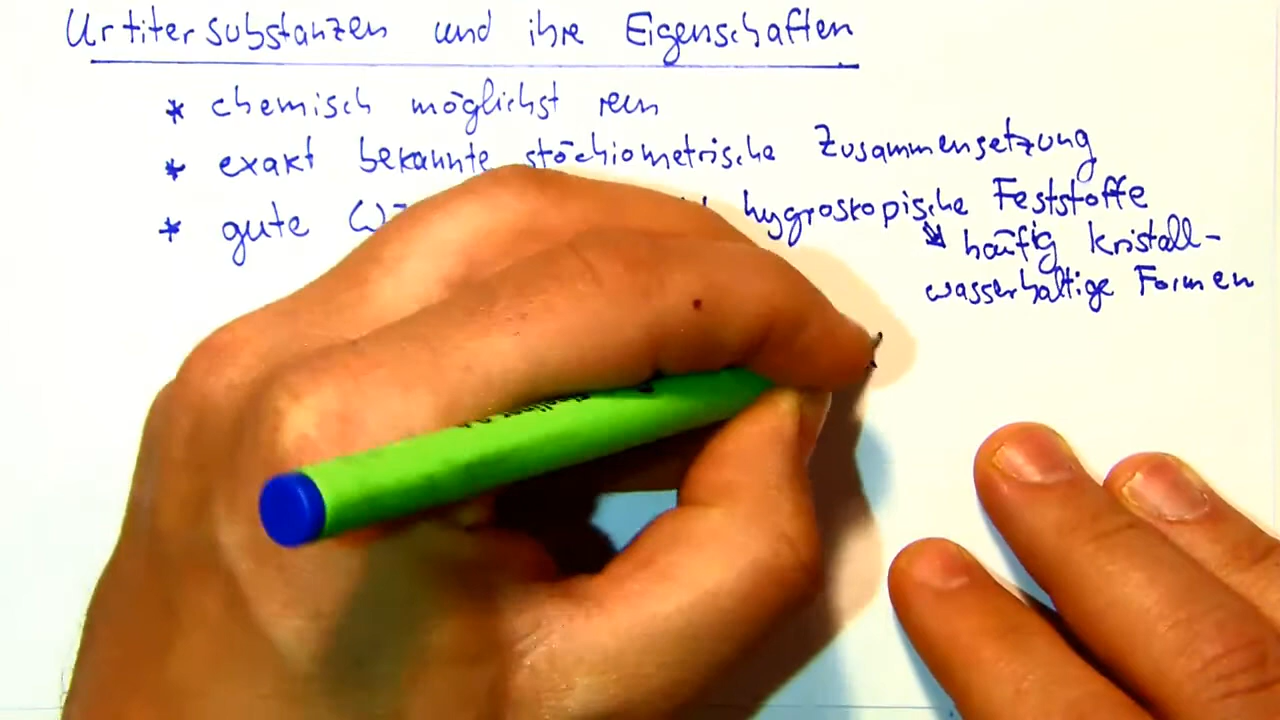 Urtitersubstanzen und ihre Eigenschaften
* chemisch möglichst rein
* exakt bekannte stöchiometrische Zusammensetzung
* gute hygroskopische Feststoffe
↘ häufig kristall-
wasserhaltige Formen